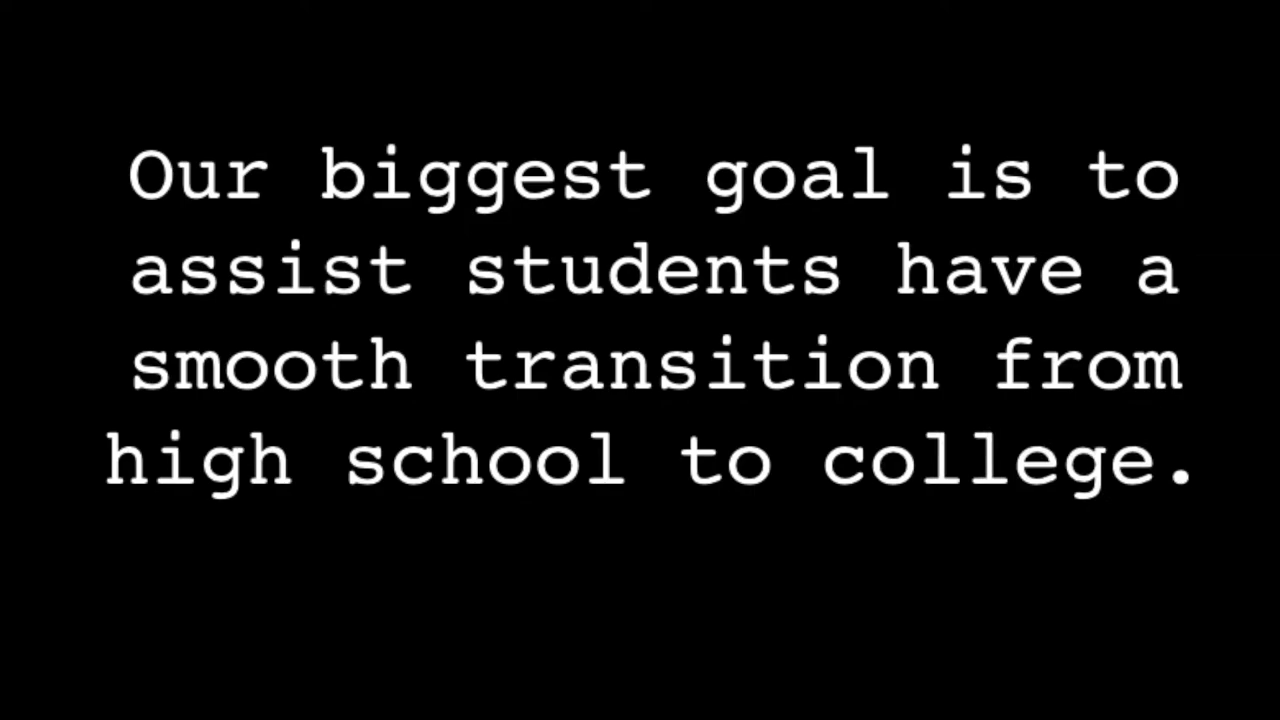 Our biggest goal is to
assist students have a
smooth transition from
high school to college.